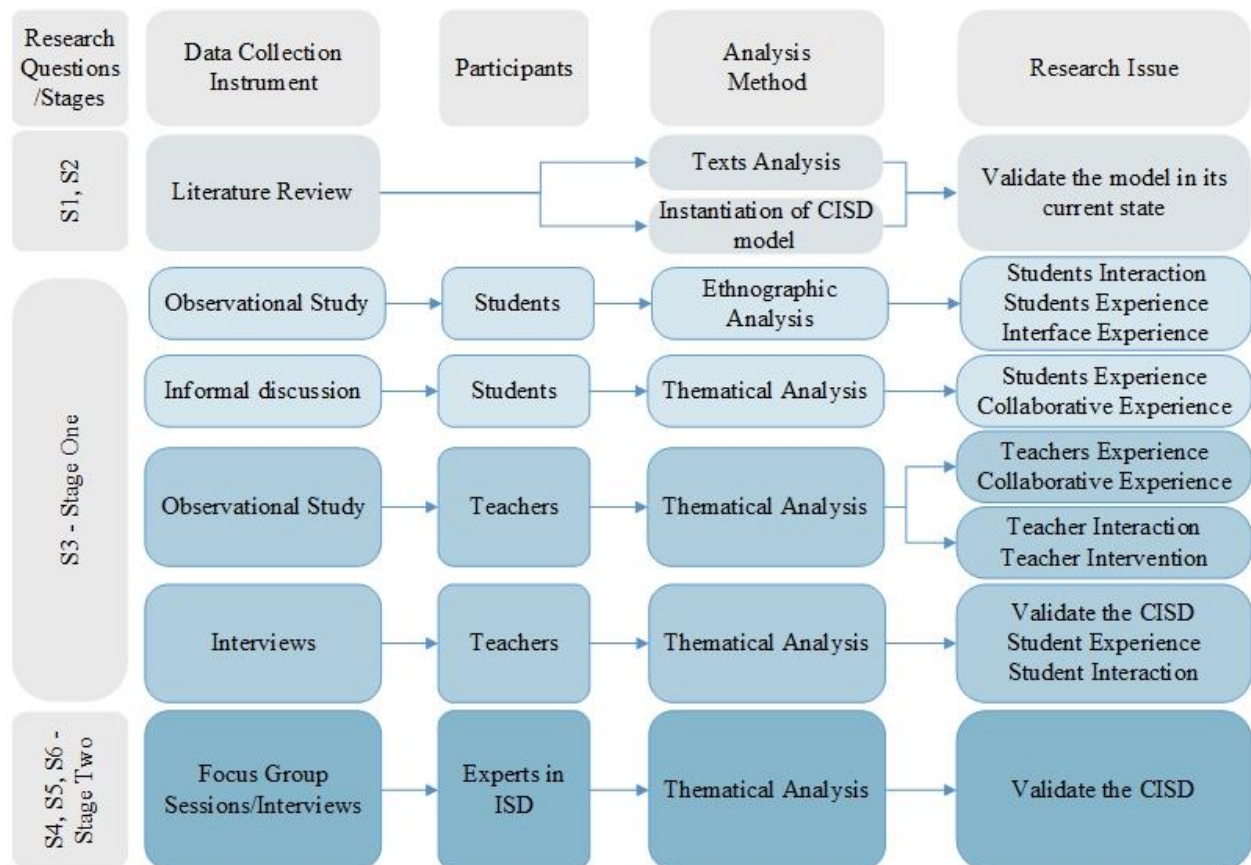 Research
Questions
/Stages
Data Collection
Instrument
Participants
Analysis
Method
Research Issue
S1, S2
Literature Review
Texts Analysis
Instantiation of CISD
model
Validate the model in its
current state
S3 - Stage One
Observational Study
Students
Ethnographic
Analysis
Students Interaction
Students Experience
Interface Experience
Informal discussion
Students
Thematical Analysis
Students Experience
Collaborative Experience
Observational Study
Teachers
Thematical Analysis
Teachers Experience
Collaborative Experience
Teacher Interaction
Teacher Intervention
Interviews
Teachers
Thematical Analysis
Validate the CISD
Student Experience
Student Interaction
S4, S5, S6 -
Stage Two
Focus Group
Sessions/Interviews
Experts in
ISD
Thematical Analysis
Validate the CISD